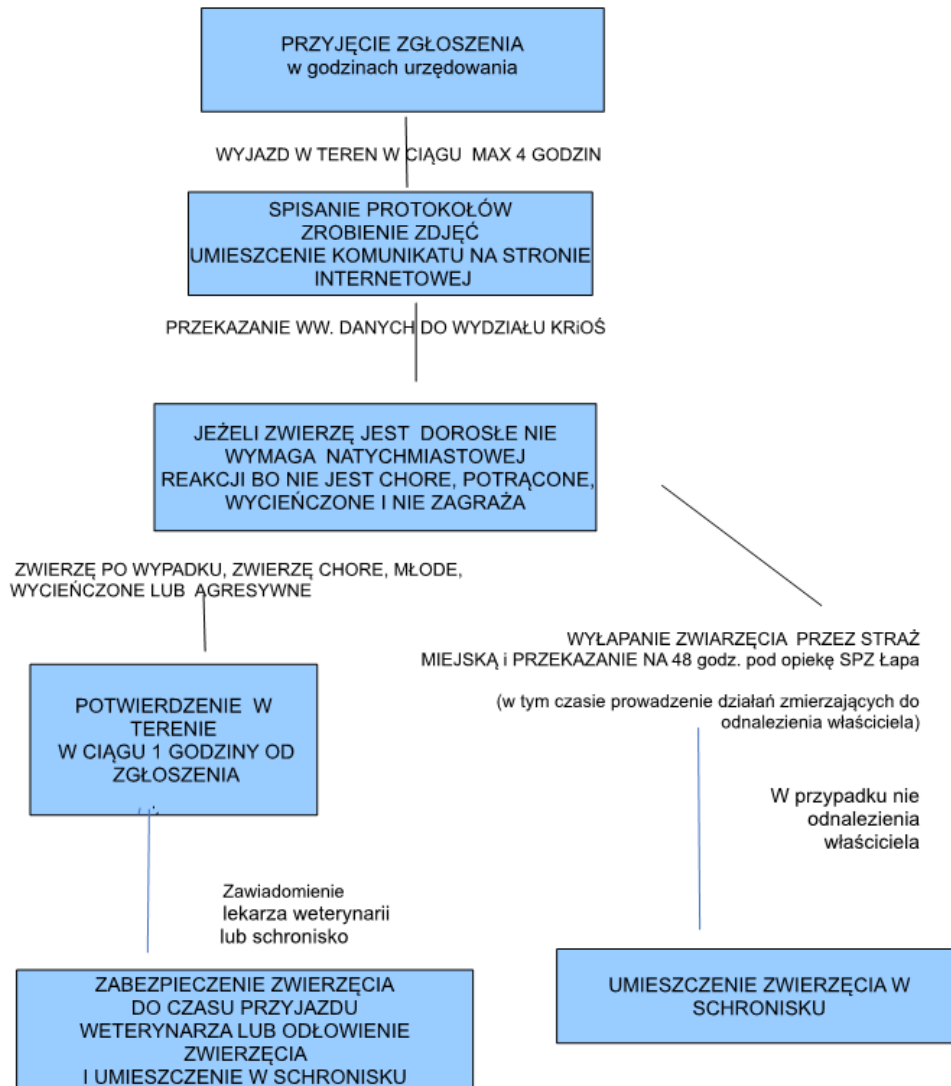 PRZYJĘCIE ZGŁOSZENIA
w godzinach urzędowania
WYJAZD W TEREN W CIĄGU MAX 4 GODZIN
SPISANIE PROTOKOŁÓW
ZROBIENIE ZDJĘĆ
UMIESZCENIE KOMUNIKATU NA STRONIE
INTERNETOWEJ
PRZEKAZANIE WW. DANYCH DO WYDZIAŁU KRiOŚ
JEŻELI ZWIERZĘ JEST DOROSŁE NIE
WYMAGA NATYCHMIASTOWEJ
REAKCJI BO NIE JEST CHORE, POTRĄCONE,
WYCIEŃCZONE I NIE ZAGRAŻA
ZWIERZĘ PO WYPADKU, ZWIERZĘ CHORE, MŁODE,
WYCIEŃCZONE LUB AGRESYWNE
POTWIERDZENIE W
TERENIE
W CIĄGU 1 GODZINY OD
ZGŁOSZENIA
Zawiadomienie
lekarza weterynarii
lub schronisko
ZABEZPIECZENIE ZWIERZĘCIA
DO CZASU PRZYJAZDU
WETERYNARZA LUB ODŁOWIENIE
ZWIERZĘCIA
I UMIESZCZENIE W SCHRONISKU
WYŁAPANIE ZWIARZĘCIA PRZEZ STRAŻ
MIEJSKĄ i PRZEKAZANIE NA 48 godz. pod opiekę SPZ Łapa
(w tym czasie prowadzenie działań zmierzających do
odnalezienia właściciela)
W przypadku nie
odnalezienia
właściciela
UMIESZCZENIE ZWIERZĘCIA W
SCHRONISKU